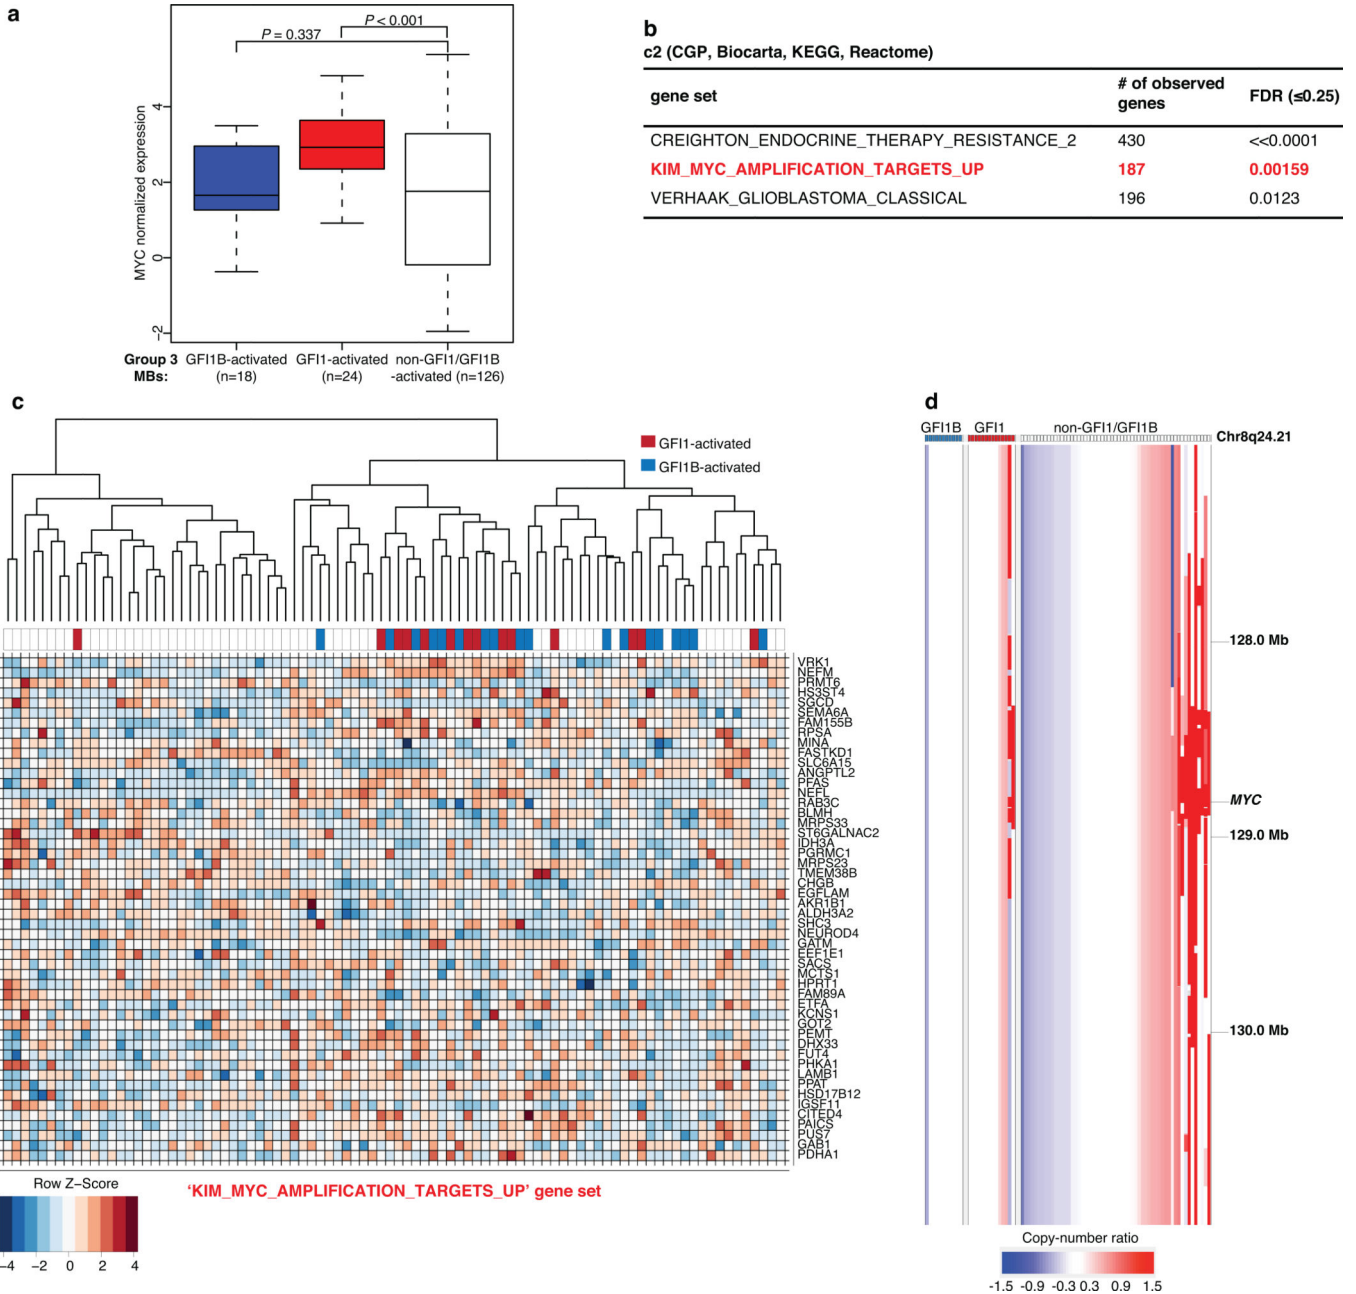 a
P < 0.001
P = 0.337
MYC normalized expression
4
2
0
−2
Group 3 MBs:
GFI1B-activated (n=18)
GFI1-activated (n=24)
non-GFI1/GFI1B -activated (n=126)
b
c2 (CGP, Biocarta, KEGG, Reactome)
gene set
# of observed genes
FDR (≤0.25)
CREIGHTON_ENDOCRINE_THERAPY_RESISTANCE_2 430 <<0.0001
KIM_MYC_AMPLIFICATION_TARGETS_UP 187 0.00159
VERHAAK_GLIOBLASTOMA_CLASSICAL 196 0.0123
c
GFI1-activated
GFI1B-activated
VRK1
NEFM
PRMT6
HS3ST4
SGCD
SEMA6A
FAM155B
RPSA
MINA
FASTKD1
SLC6A15
ANGPTL2
PFAS
NEFL
RAB3C
BLMH
MRPS33
ST6GALNAC2
IDH3A
PGRMC1
MRPS23
TMEM38B
CHGB
EGFLAM
AKR1B1
ALDH3A2
SHC3
NEUROD4
GATM
EEF1E1
SACS
MCTS1
HPRT1
FAM89A
ETFA
KCNS1
GOT2
PEMT
DHX33
FUT4
PHKA1
LAMB1
PPAT
HSD17B12
IGSF11
CITED4
PAICS
PUS7
GAB1
PDHA1
Row Z−Score
−4 −2 0 2 4
'KIM_MYC_AMPLIFICATION_TARGETS_UP' gene set
d
GFI1B GFI1 non-GFI1/GFI1B
Chr8q24.21
128.0 Mb
MYC
129.0 Mb
130.0 Mb
Copy-number ratio
-1.5 -0.9 -0.3 0.3 0.9 1.5